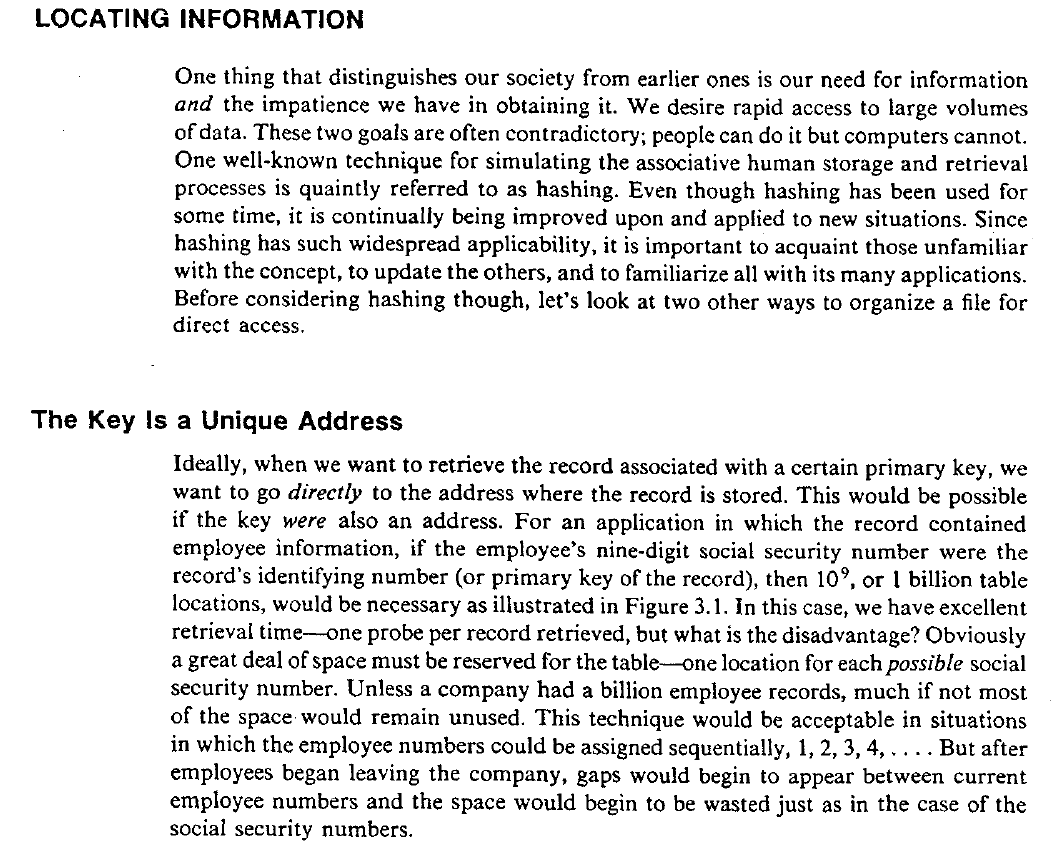 LOCATING INFORMATION
One thing that distinguishes our society from earlier ones is our need for information
and the impatience we have in obtaining it. We desire rapid access to large volumes
of data. These two goals are often contradictory; people can do it but computers cannot.
One well-known technique for simulating the associative human storage and retrieval
processes is quaintly referred to as hashing. Even though hashing has been used for
some time, it is continually being improved upon and applied to new situations. Since
hashing has such widespread applicability, it is important to acquaint those unfamiliar
with the concept, to update the others, and to familiarize all with its many applications.
Before considering hashing though, let's look at two other ways to organize a file for
direct access.
The Key Is a Unique Address
Ideally, when we want to retrieve the record associated with a certain primary key, we
want to go directly to the address where the record is stored. This would be possible
if the key were also an address. For an application in which the record contained
employee information, if the employee's nine-digit social security number were the
record's identifying number (or primary key of the record), then 10⁹, or 1 billion table
locations, would be necessary as illustrated in Figure 3.1. In this case, we have excellent
retrieval time—one probe per record retrieved, but what is the disadvantage? Obviously
a great deal of space must be reserved for the table—one location for each possible social
security number. Unless a company had a billion employee records, much if not most
of the space would remain unused. This technique would be acceptable in situations
in which the employee numbers could be assigned sequentially, 1, 2, 3, 4, . . . . But after
employees began leaving the company, gaps would begin to appear between current
employee numbers and the space would begin to be wasted just as in the case of the
social security numbers.